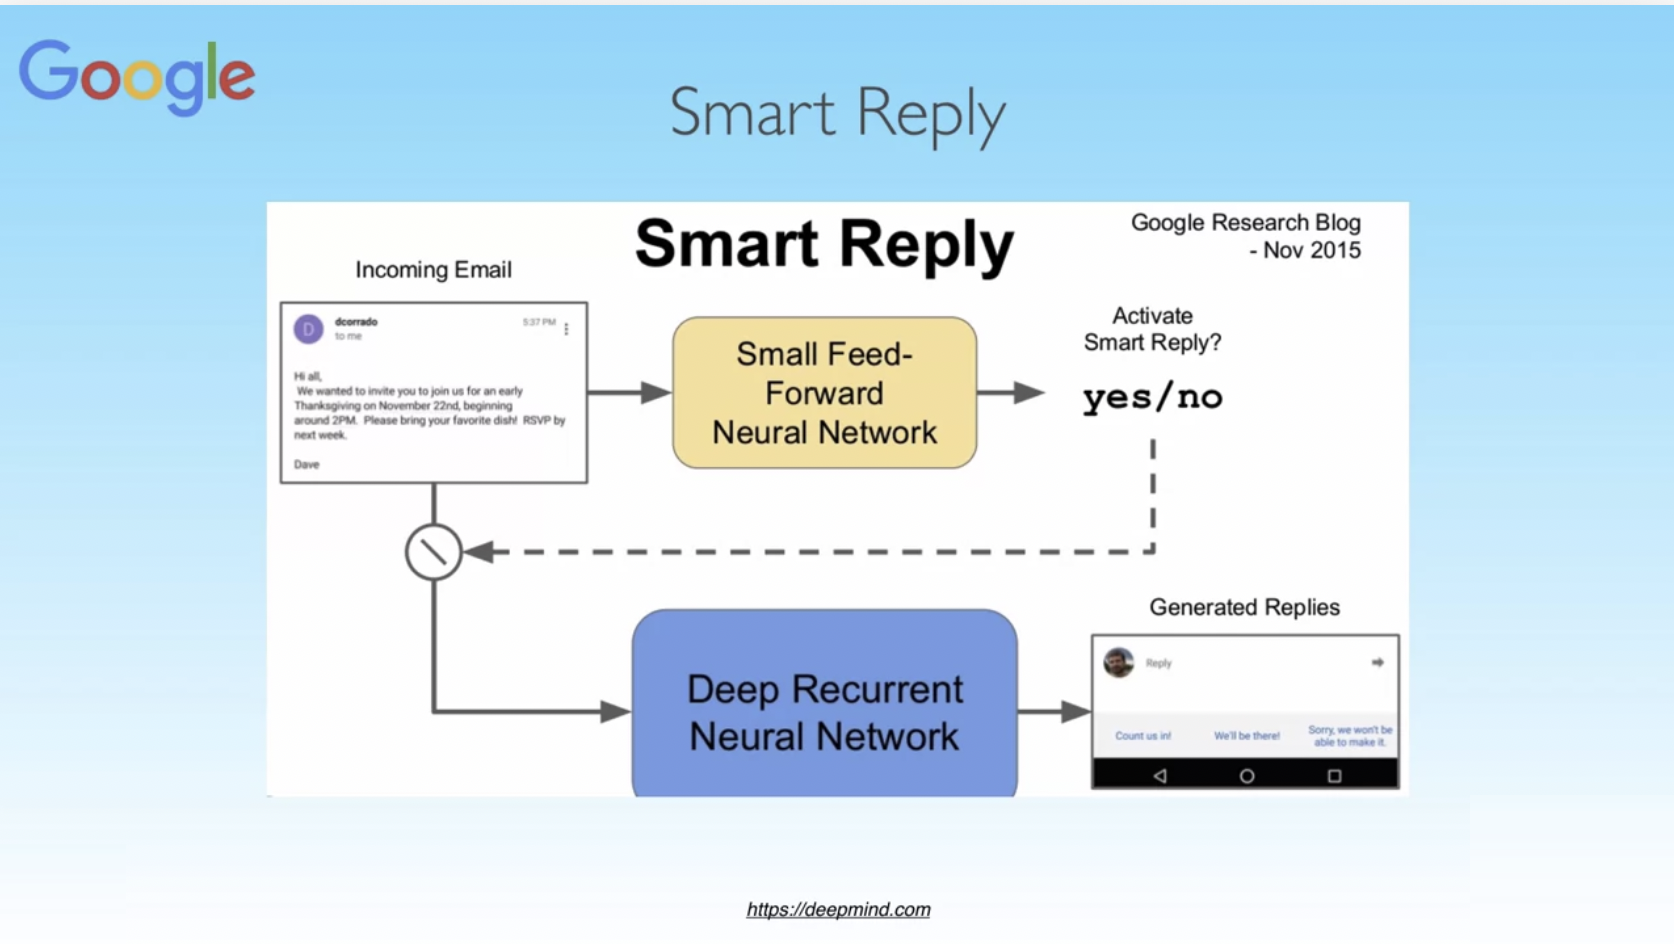 Google
Smart Reply
Smart Reply
Google Research Blog
- Nov 2015
Incoming Email
D
dcorrado
to me
5:37 PM
Hi all,
We wanted to invite you to join us for an early
Thanksgiving on November 22nd, beginning
around 2PM. Please bring your favorite dish! RSVP by
next week.
Dave
Small Feed-
Forward
Neural Network
Activate
Smart Reply?
yes/no
Deep Recurrent
Neural Network
Generated Replies
Reply
Count us in!
We'll be there!
Sorry, we won't be
able to make it.
https://deepmind.com